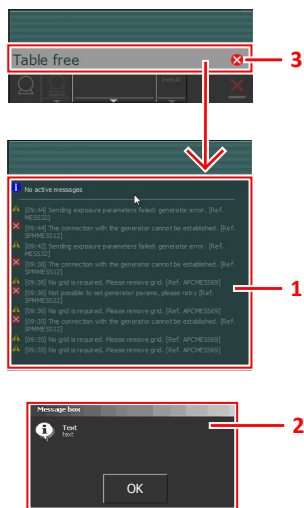 Table free
3
No active messages
[09:44] Sending exposure parameters failed: generator error. [Ref.
MESS32]
[09:44] The connection with the generator cannot be established. [Ref.
SPMMESS12]
[09:42] Sending exposure parameters failed: generator error. [Ref.
MESS32]
[09:38] The connection with the generator cannot be established. [Ref.
SPMMESS12]
[09:38] No grid is required. Please remove grid. [Ref. APCMESS69]
[09:36] Not possible to set generator params, please retry [Ref.
SPMMESS22]
[09:36] No grid is required. Please remove grid. [Ref. APCMESS69]
[09:35] The connection with the generator cannot be established. [Ref.
SPMMESS12]
[09:35] No grid is required. Please remove grid. [Ref. APCMESS69]
[09:35] No grid is required. Please remove grid. [Ref. APCMESS69]
1
Message box
Text
text
2
OK